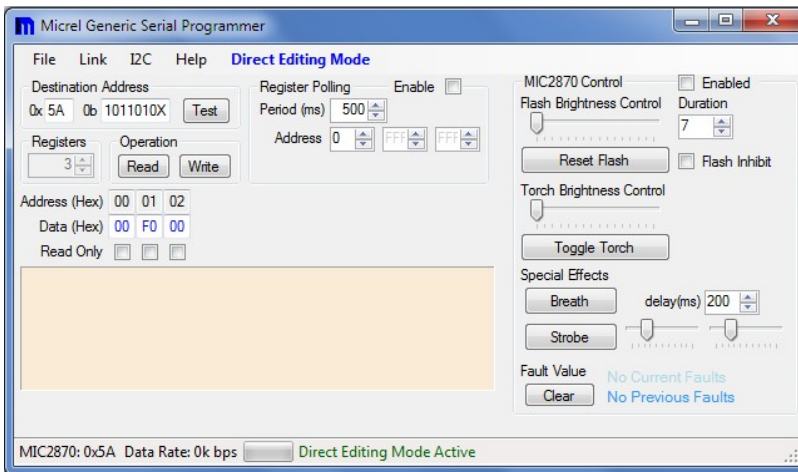 Micrel Generic Serial Programmer
File Link I2C Help Direct Editing Mode
Destination Address
0x 5A 0b 1011010X Test
Registers
3
Operation
Read Write
Register Polling Enable
Period (ms) 500
Address 0 FFF FFF
Address (Hex) 00 01 02
Data (Hex) 00 F0 00
Read Only
MIC2870 Control Enabled
Flash Brightness Control Duration
7
Reset Flash Flash Inhibit
Torch Brightness Control
Toggle Torch
Special Effects
Breath delay(ms) 200
Strobe
Fault Value
No Current Faults
Clear No Previous Faults
MIC2870: 0x5A Data Rate: 0k bps Direct Editing Mode Active